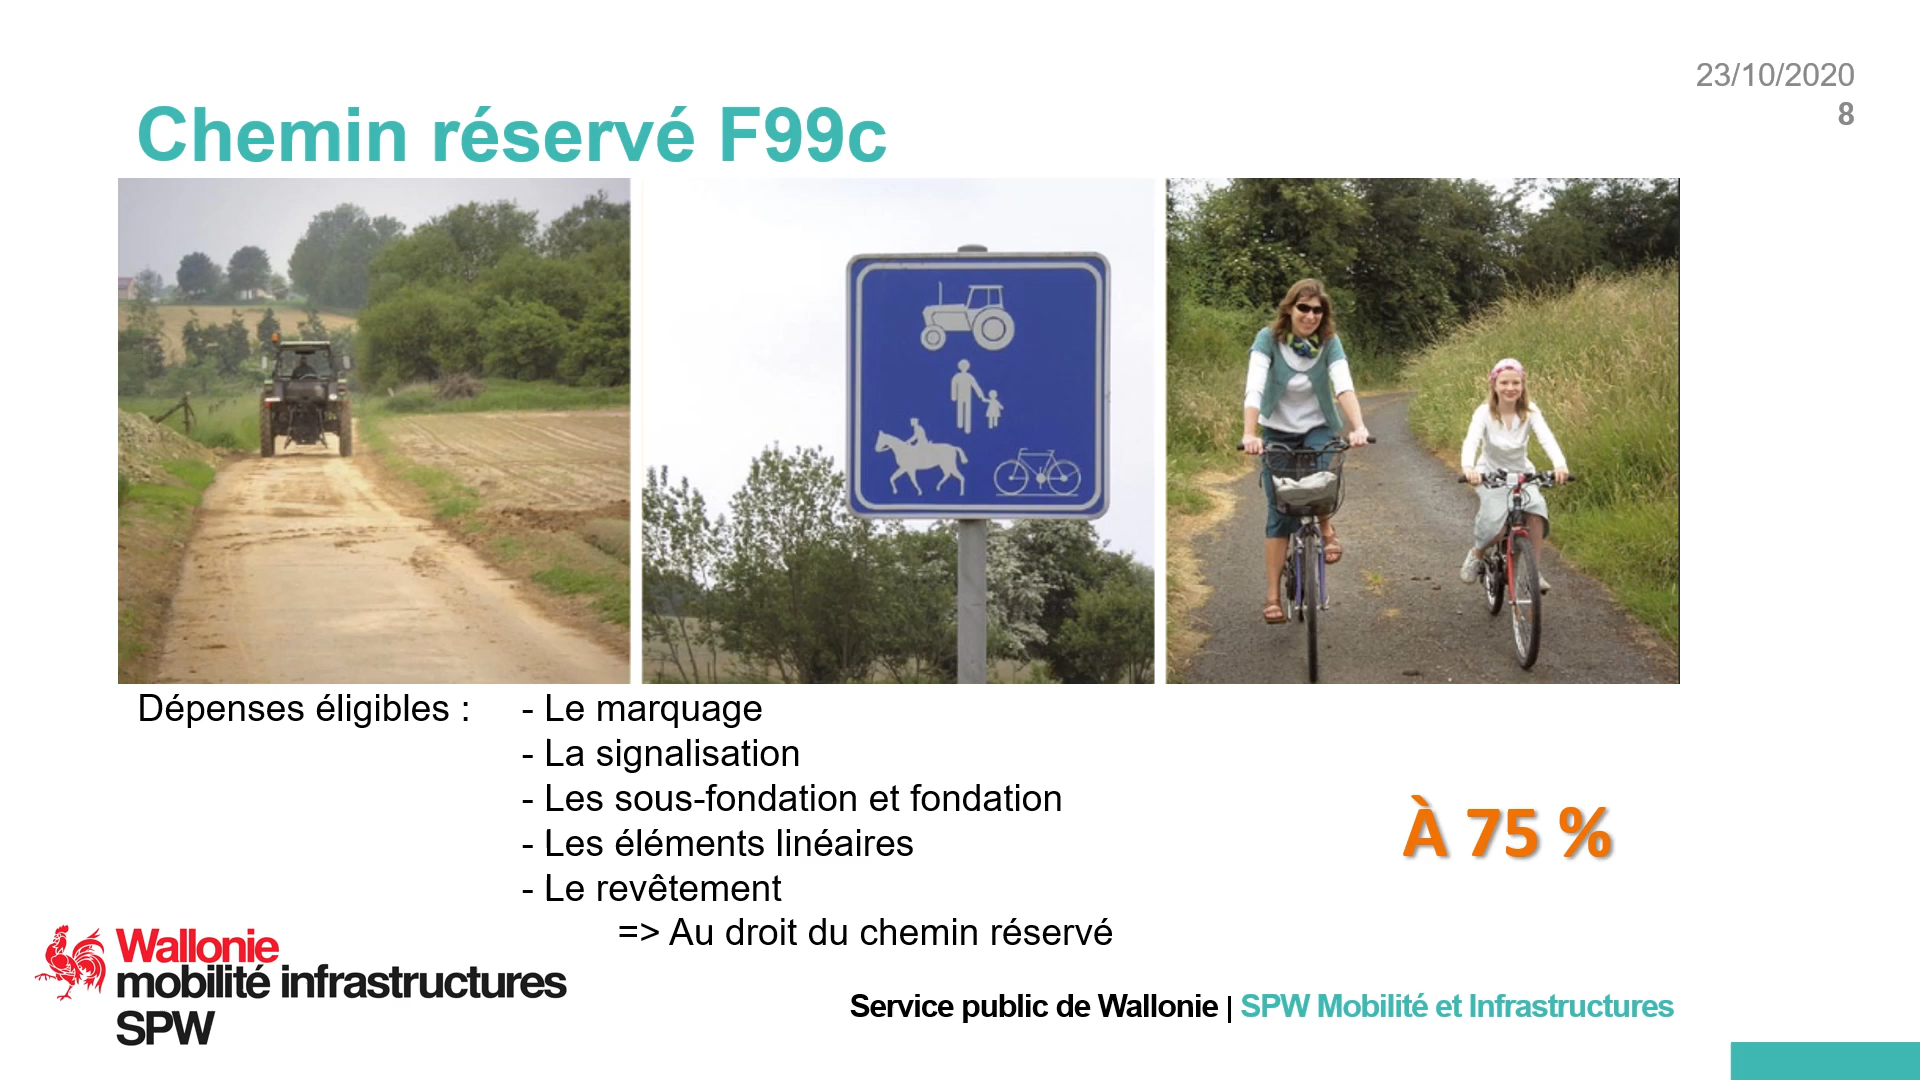 23/10/2020
8
Chemin réservé F99c
Dépenses éligibles : - Le marquage
- La signalisation
- Les sous-fondation et fondation
- Les éléments linéaires
- Le revêtement
=> Au droit du chemin réservé
À 75 %
Wallonie
mobilité infrastructures
SPW
Service public de Wallonie | SPW Mobilité et Infrastructures